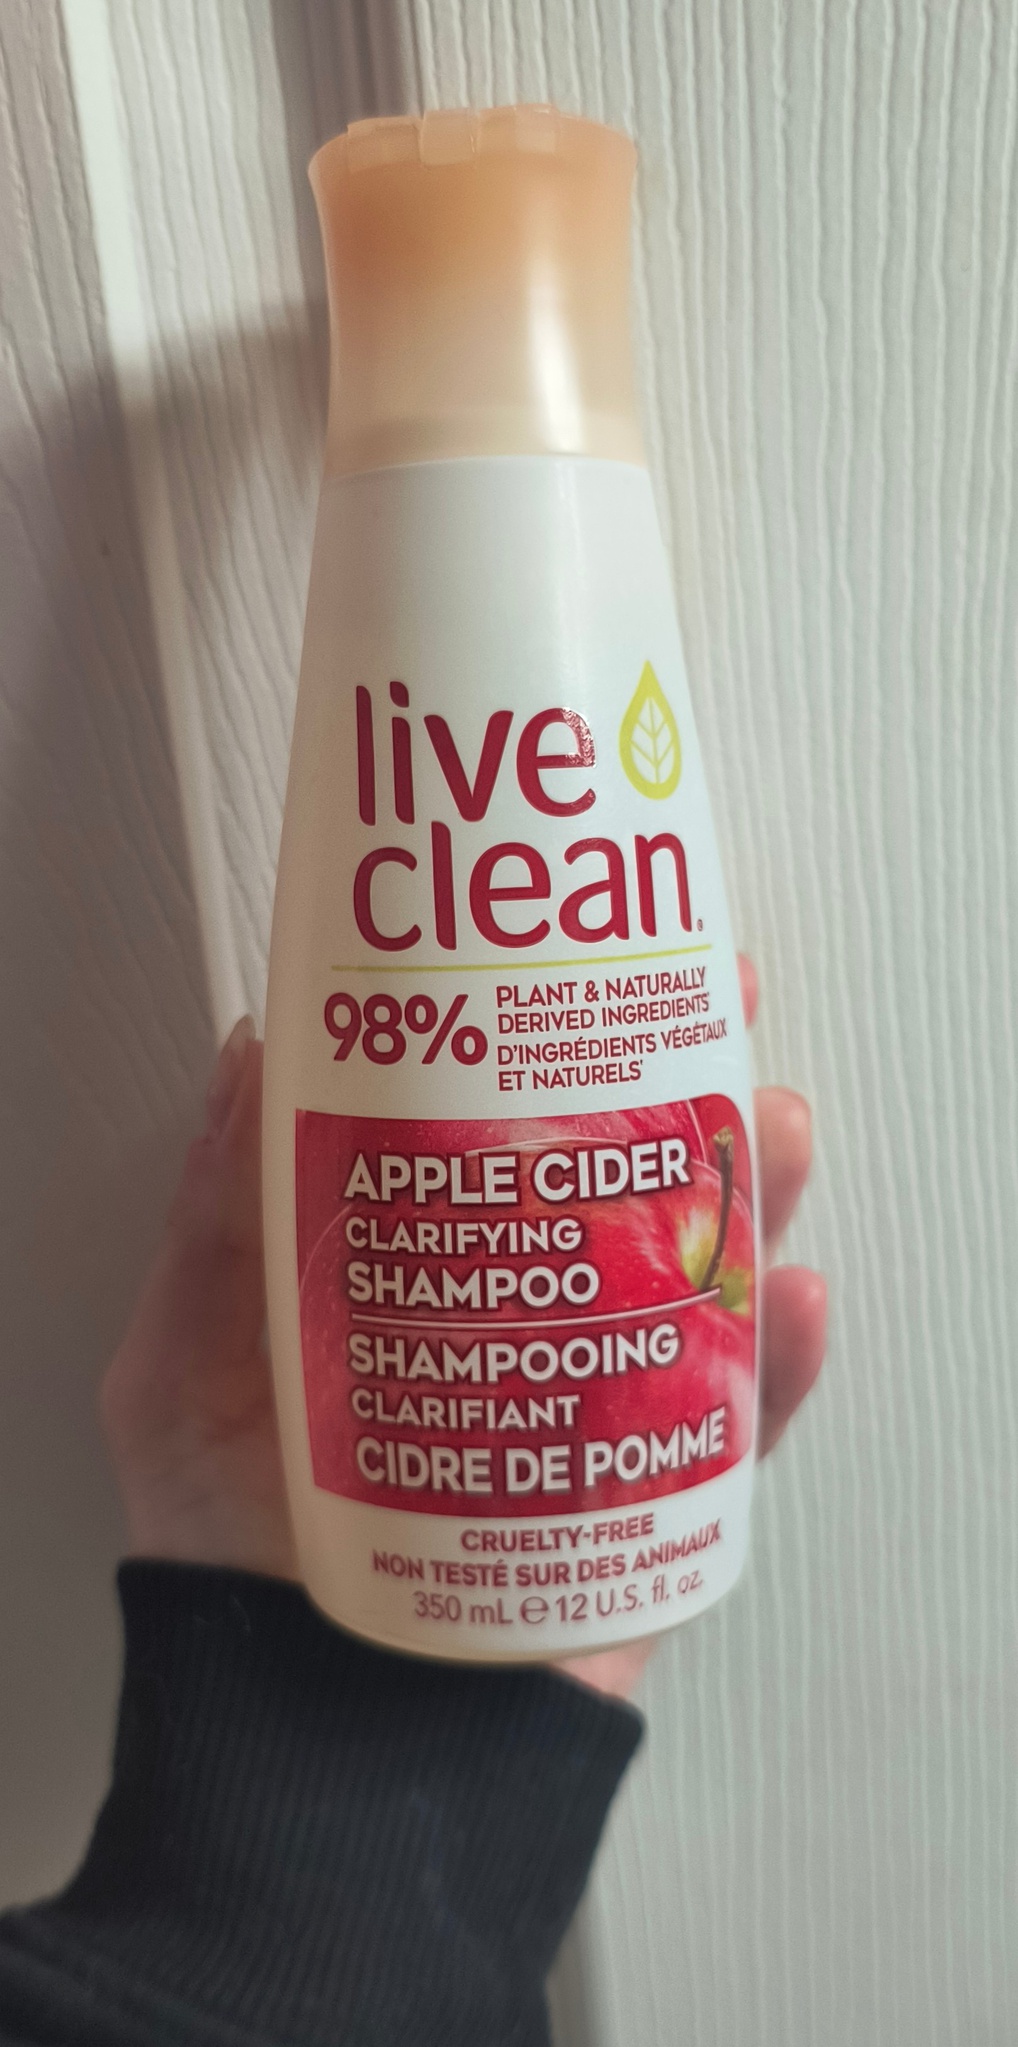 live
clean®
98% PLANT & NATURALLY
DERIVED INGREDIENTS*
D'INGRÉDIENTS VÉGÉTAUX
ET NATURELS*
APPLE CIDER
CLARIFYING
SHAMPOO
SHAMPOOING
CLARIFIANT
CIDRE DE POMME
CRUELTY-FREE
NON TESTÉ SUR DES ANIMAUX
350 mL ℮ 12 U.S. fl. oz.